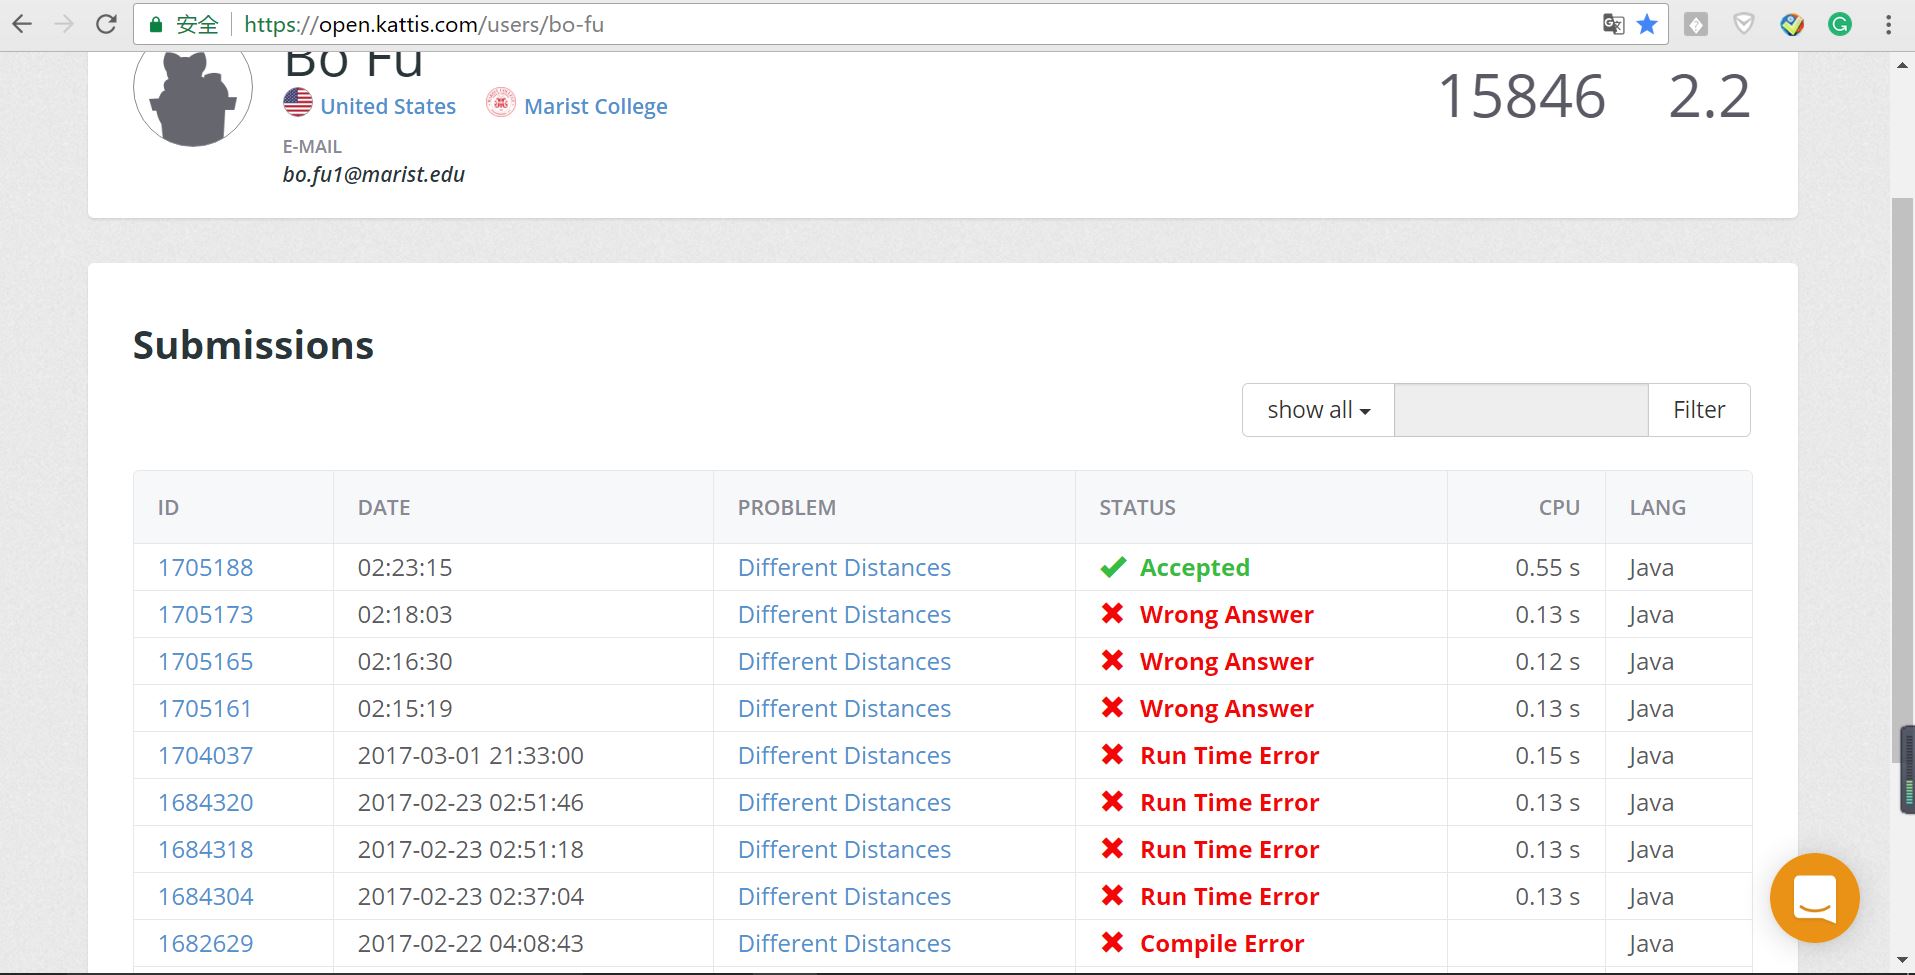 安全 https://open.kattis.com/users/bo-fu
Bo Fu
United States Marist College
15846 2.2
E-MAIL
bo.fu1@marist.edu
Submissions
show all Filter
ID DATE PROBLEM STATUS CPU LANG
1705188 02:23:15 Different Distances Accepted 0.55 s Java
1705173 02:18:03 Different Distances Wrong Answer 0.13 s Java
1705165 02:16:30 Different Distances Wrong Answer 0.12 s Java
1705161 02:15:19 Different Distances Wrong Answer 0.13 s Java
1704037 2017-03-01 21:33:00 Different Distances Run Time Error 0.15 s Java
1684320 2017-02-23 02:51:46 Different Distances Run Time Error 0.13 s Java
1684318 2017-02-23 02:51:18 Different Distances Run Time Error 0.13 s Java
1684304 2017-02-23 02:37:04 Different Distances Run Time Error 0.13 s Java
1682629 2017-02-22 04:08:43 Different Distances Compile Error Java